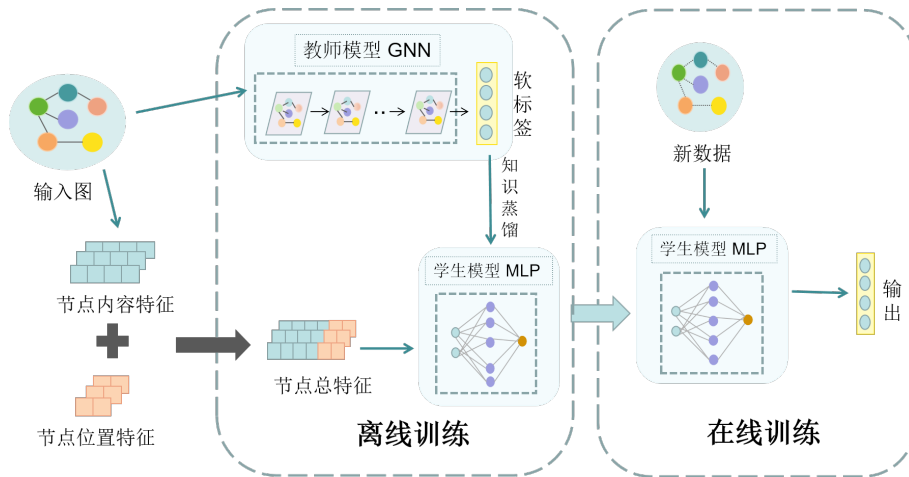 输入图
节点内容特征
节点位置特征
教师模型 GNN
软标签
知识蒸馏
节点总特征
学生模型 MLP
离线训练
新数据
学生模型 MLP
输出
在线训练